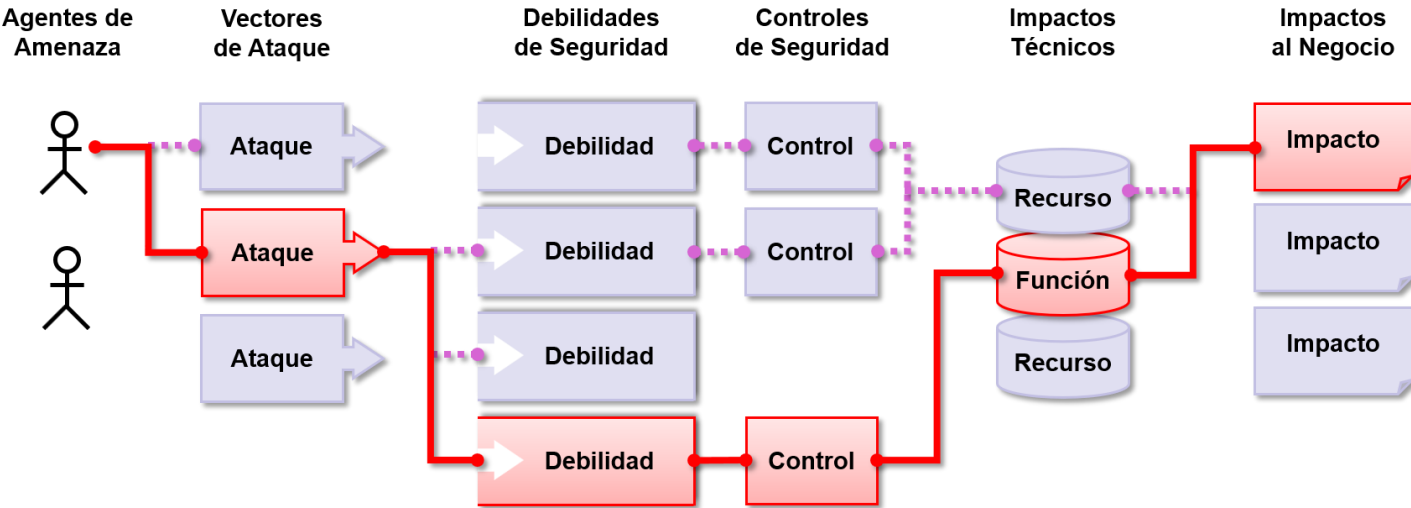 Agentes de
Amenaza
Vectores
de Ataque
Debilidades
de Seguridad
Controles
de Seguridad
Impactos
Técnicos
Impactos
al Negocio
Ataque
Debilidad
Control
Recurso
Impacto
Ataque
Debilidad
Control
Función
Impacto
Ataque
Debilidad
Recurso
Impacto
Debilidad
Control